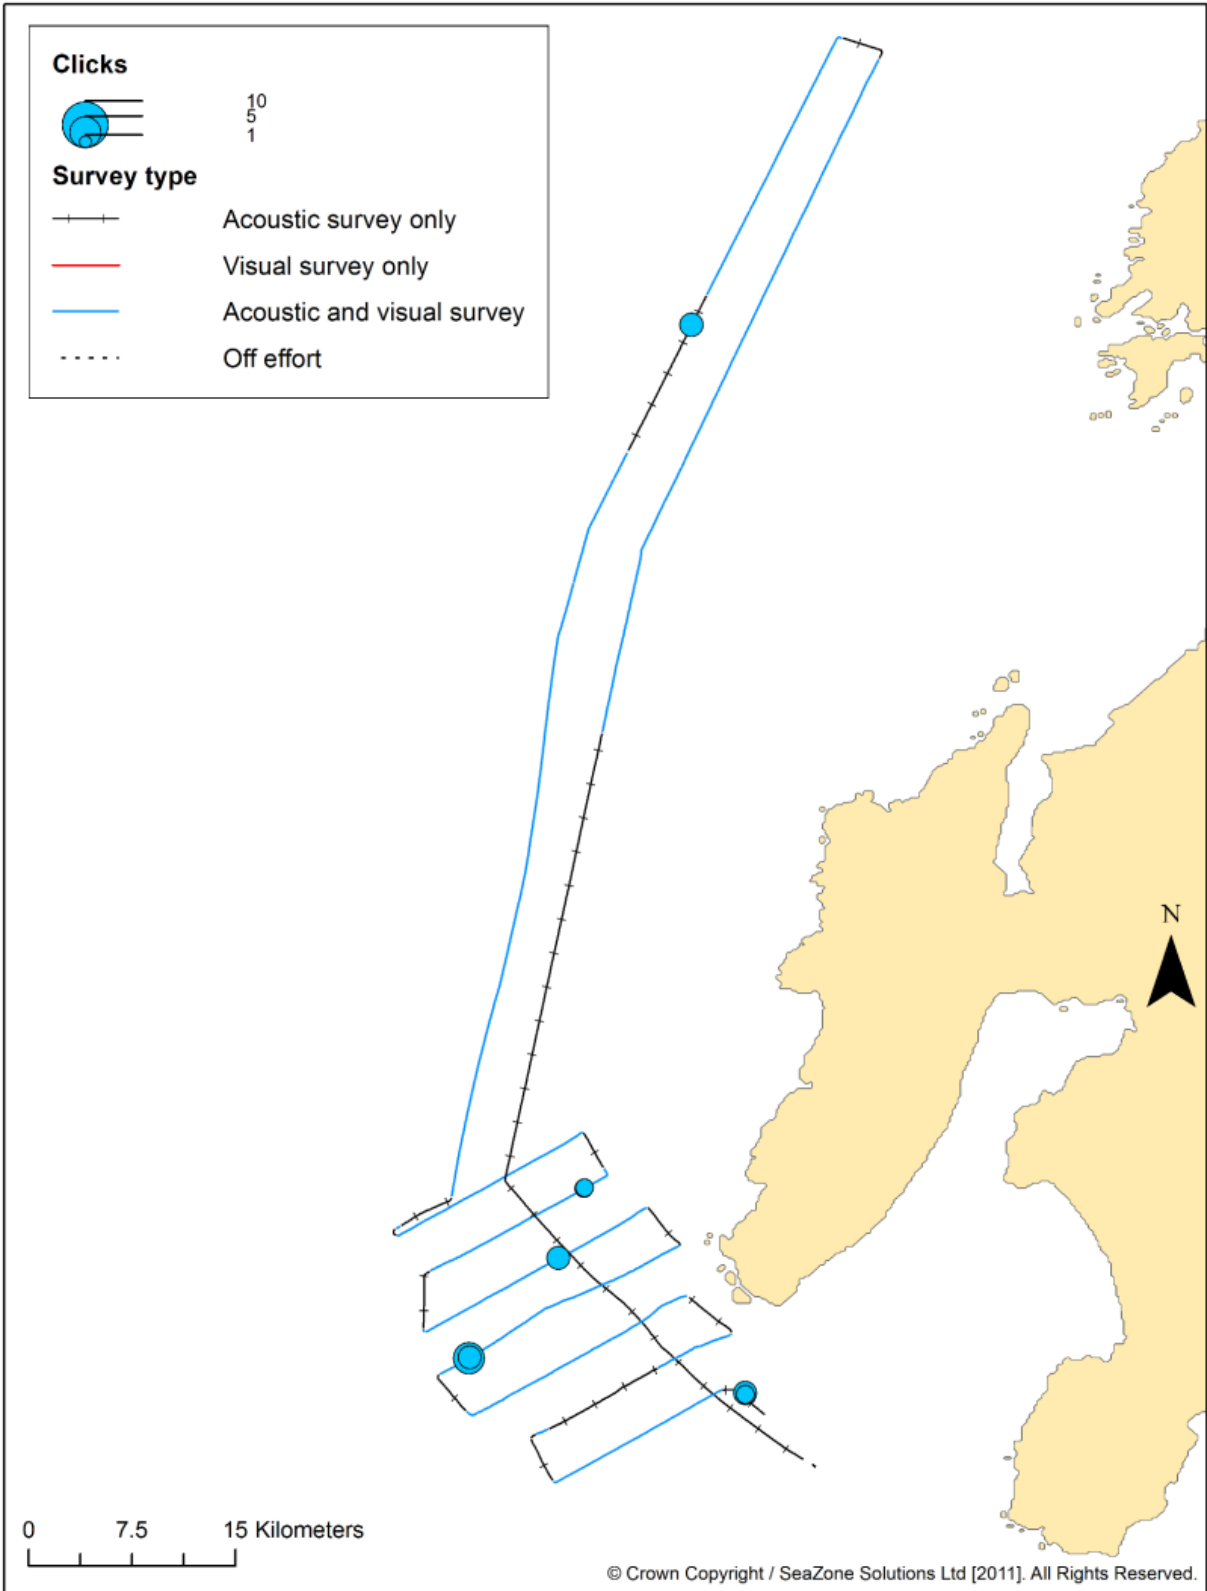 Clicks
10
5
1
Survey type
Acoustic survey only
Visual survey only
Acoustic and visual survey
Off effort
N
0 7.5 15 Kilometers
© Crown Copyright / SeaZone Solutions Ltd [2011]. All Rights Reserved.